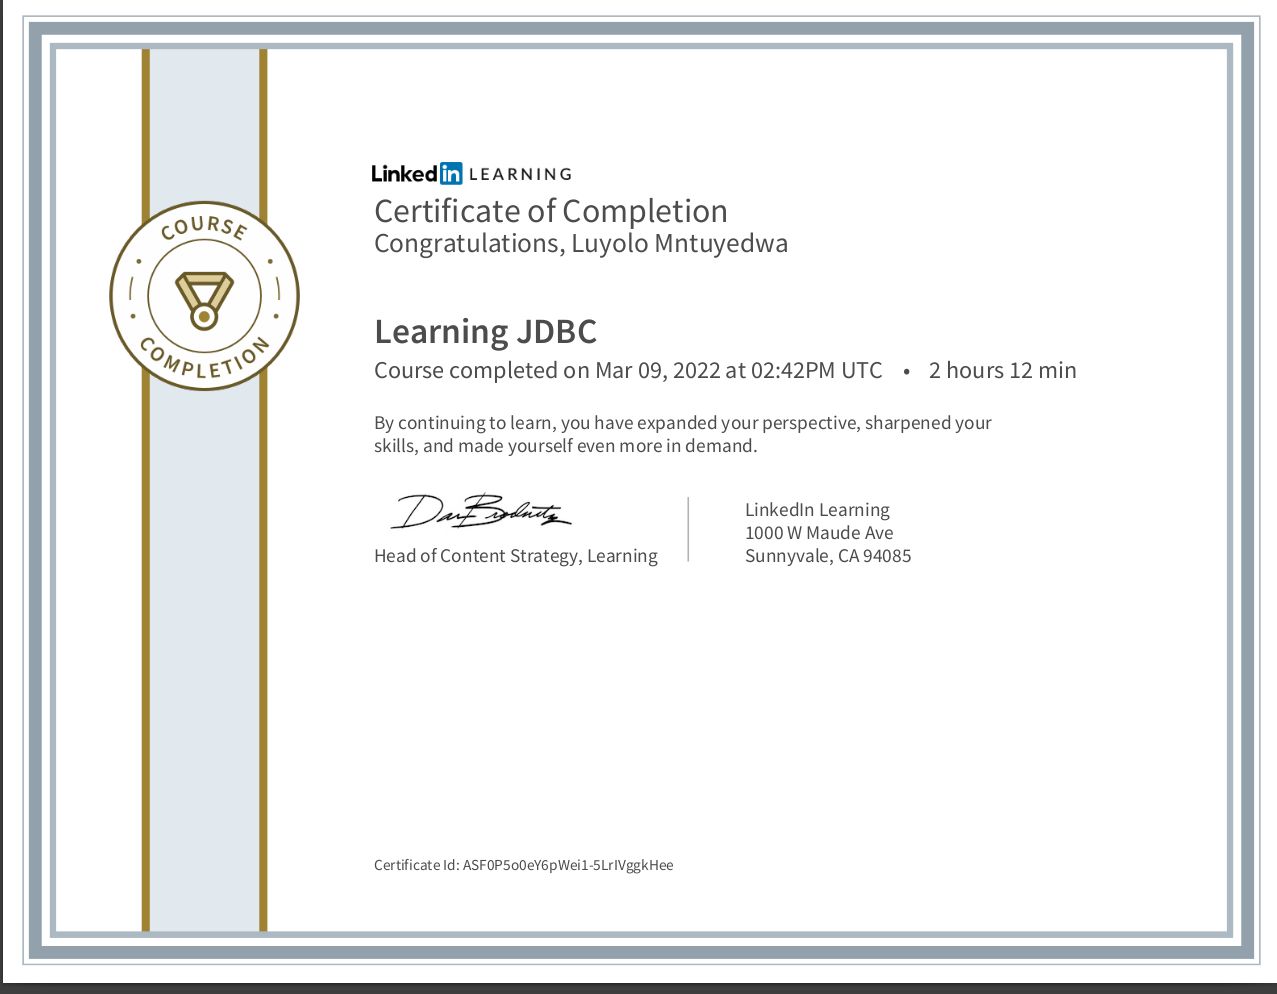 COURSE
COMPLETION
Linked in LEARNING
Certificate of Completion
Congratulations, Luyolo Mntuyedwa
Learning JDBC
Course completed on Mar 09, 2022 at 02:42PM UTC • 2 hours 12 min
By continuing to learn, you have expanded your perspective, sharpened your
skills, and made yourself even more in demand.
Dan Brodnitz
Head of Content Strategy, Learning
LinkedIn Learning
1000 W Maude Ave
Sunnyvale, CA 94085
Certificate Id: ASF0P5o0eY6pWei1-5LrIVggkHee